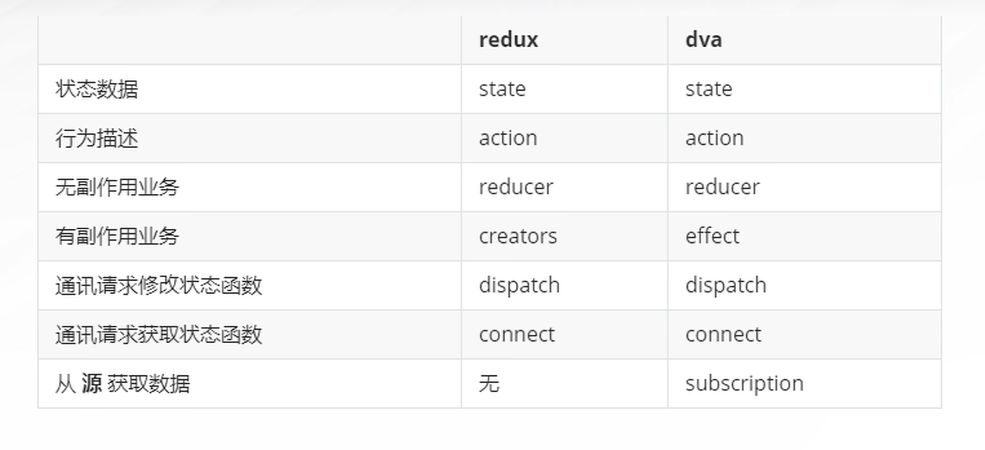 redux dva
状态数据 state state
行为描述 action action
无副作用业务 reducer reducer
有副作用业务 creators effect
通讯请求修改状态函数 dispatch dispatch
通讯请求获取状态函数 connect connect
从 源 获取数据 无 subscription